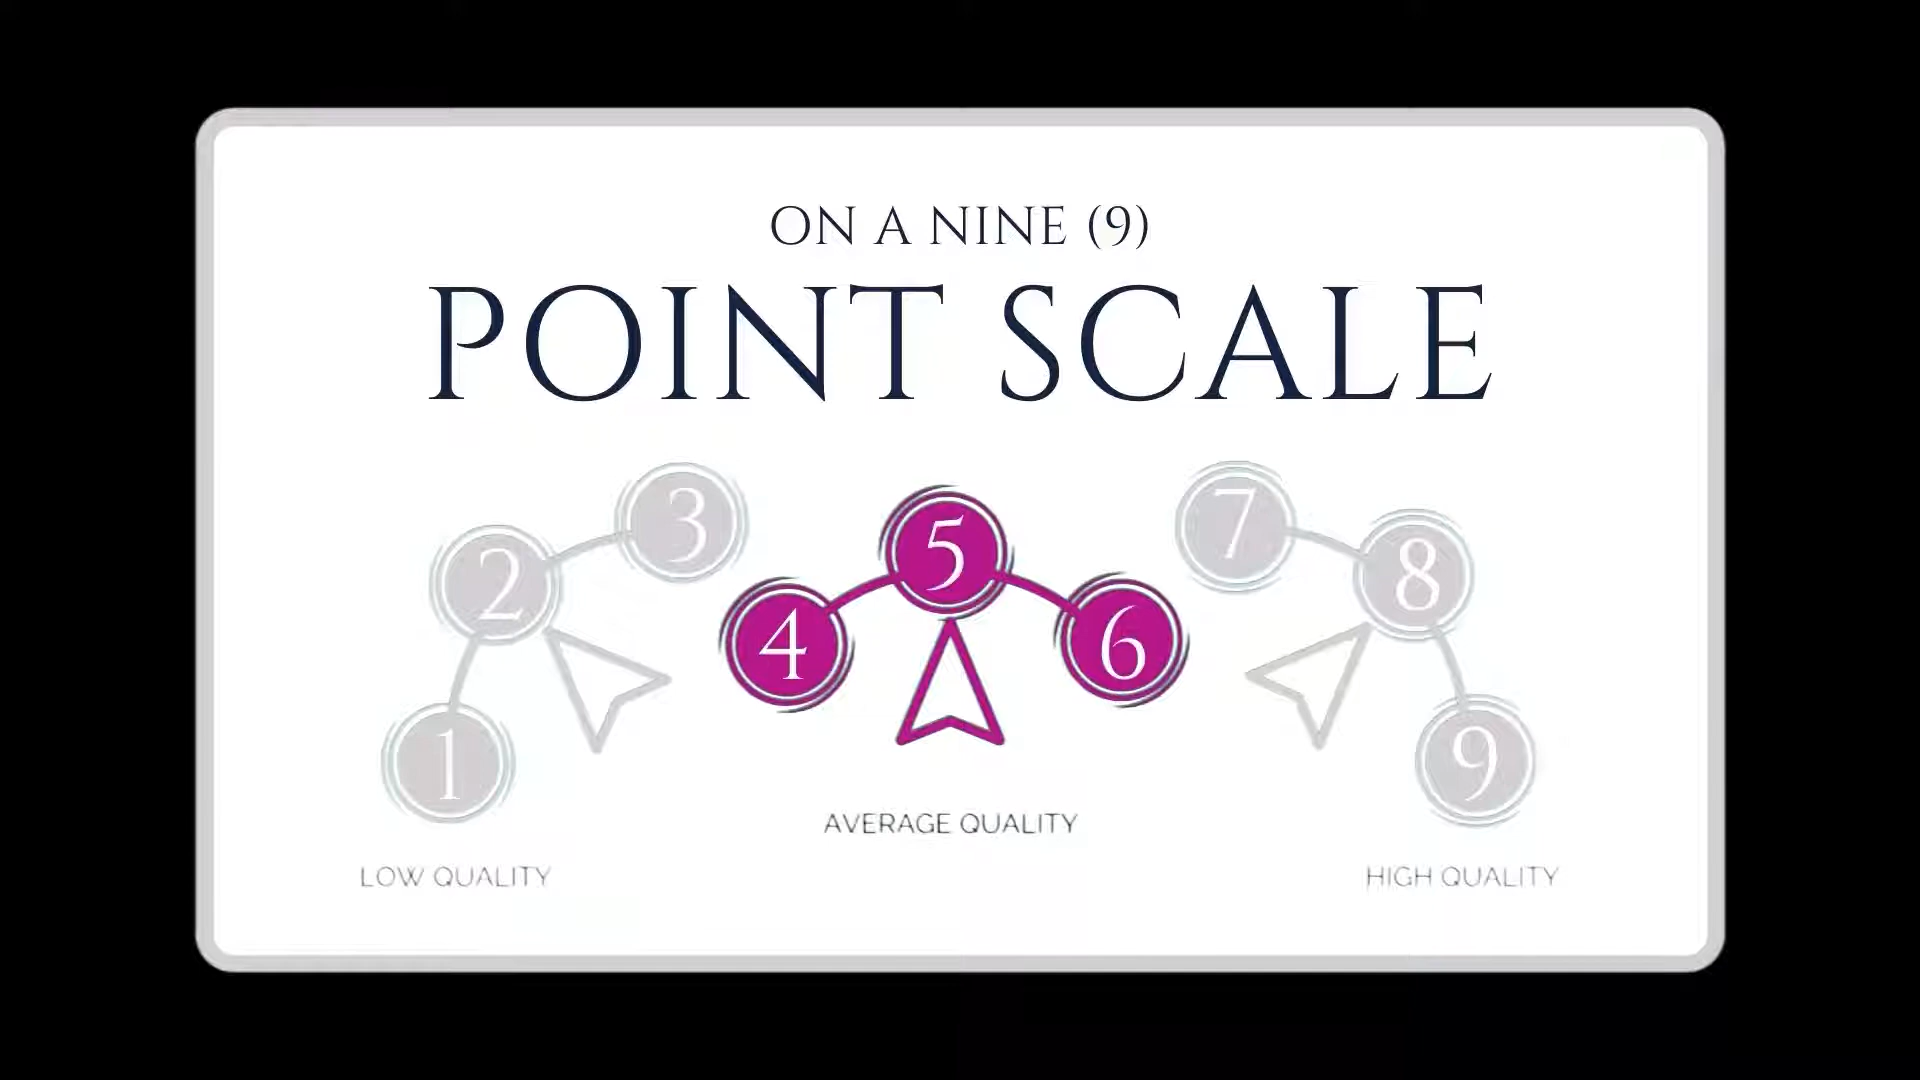 ON A NINE (9)
POINT SCALE
1
2
3
4
5
6
7
8
9
AVERAGE QUALITY
LOW QUALITY
HIGH QUALITY